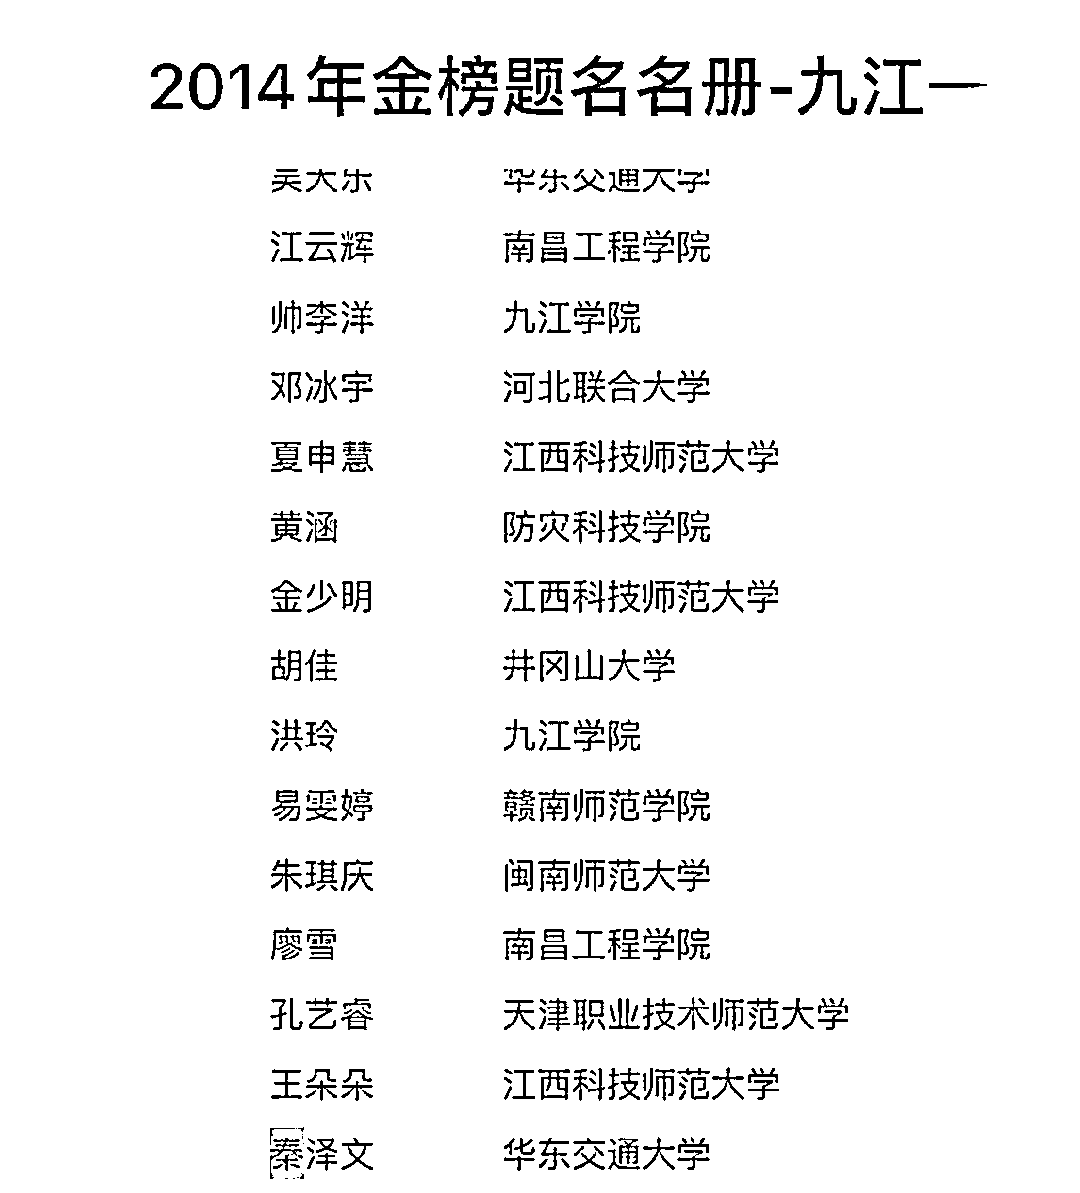 2014年金榜题名名册-九江一
吴天乐 华东交通大学
江云辉 南昌工程学院
帅李洋 九江学院
邓冰宇 河北联合大学
夏申慧 江西科技师范大学
黄涵 防灾科技学院
金少明 江西科技师范大学
胡佳 井冈山大学
洪玲 九江学院
易雯婷 赣南师范学院
朱琪庆 闽南师范大学
廖雪 南昌工程学院
孔艺睿 天津职业技术师范大学
王朵朵 江西科技师范大学
秦泽文 华东交通大学